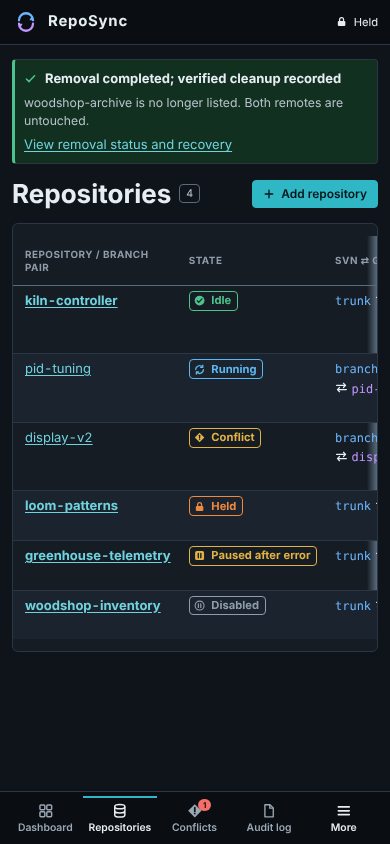 RepoSync
Held
Removal completed; verified cleanup recorded
woodshop-archive is no longer listed. Both remotes are
untouched.
View removal status and recovery
Repositories 4
+ Add repository
REPOSITORY / BRANCH
PAIR
STATE
SVN ⇄
kiln-controller
Idle
trunk
pid-tuning
Running
branch
⇄ pid-
display-v2
Conflict
branch
⇄ disp
loom-patterns
Held
trunk
greenhouse-telemetry
Paused after error
trunk
woodshop-inventory
Disabled
trunk
1
Dashboard
Repositories
Conflicts
Audit log
More